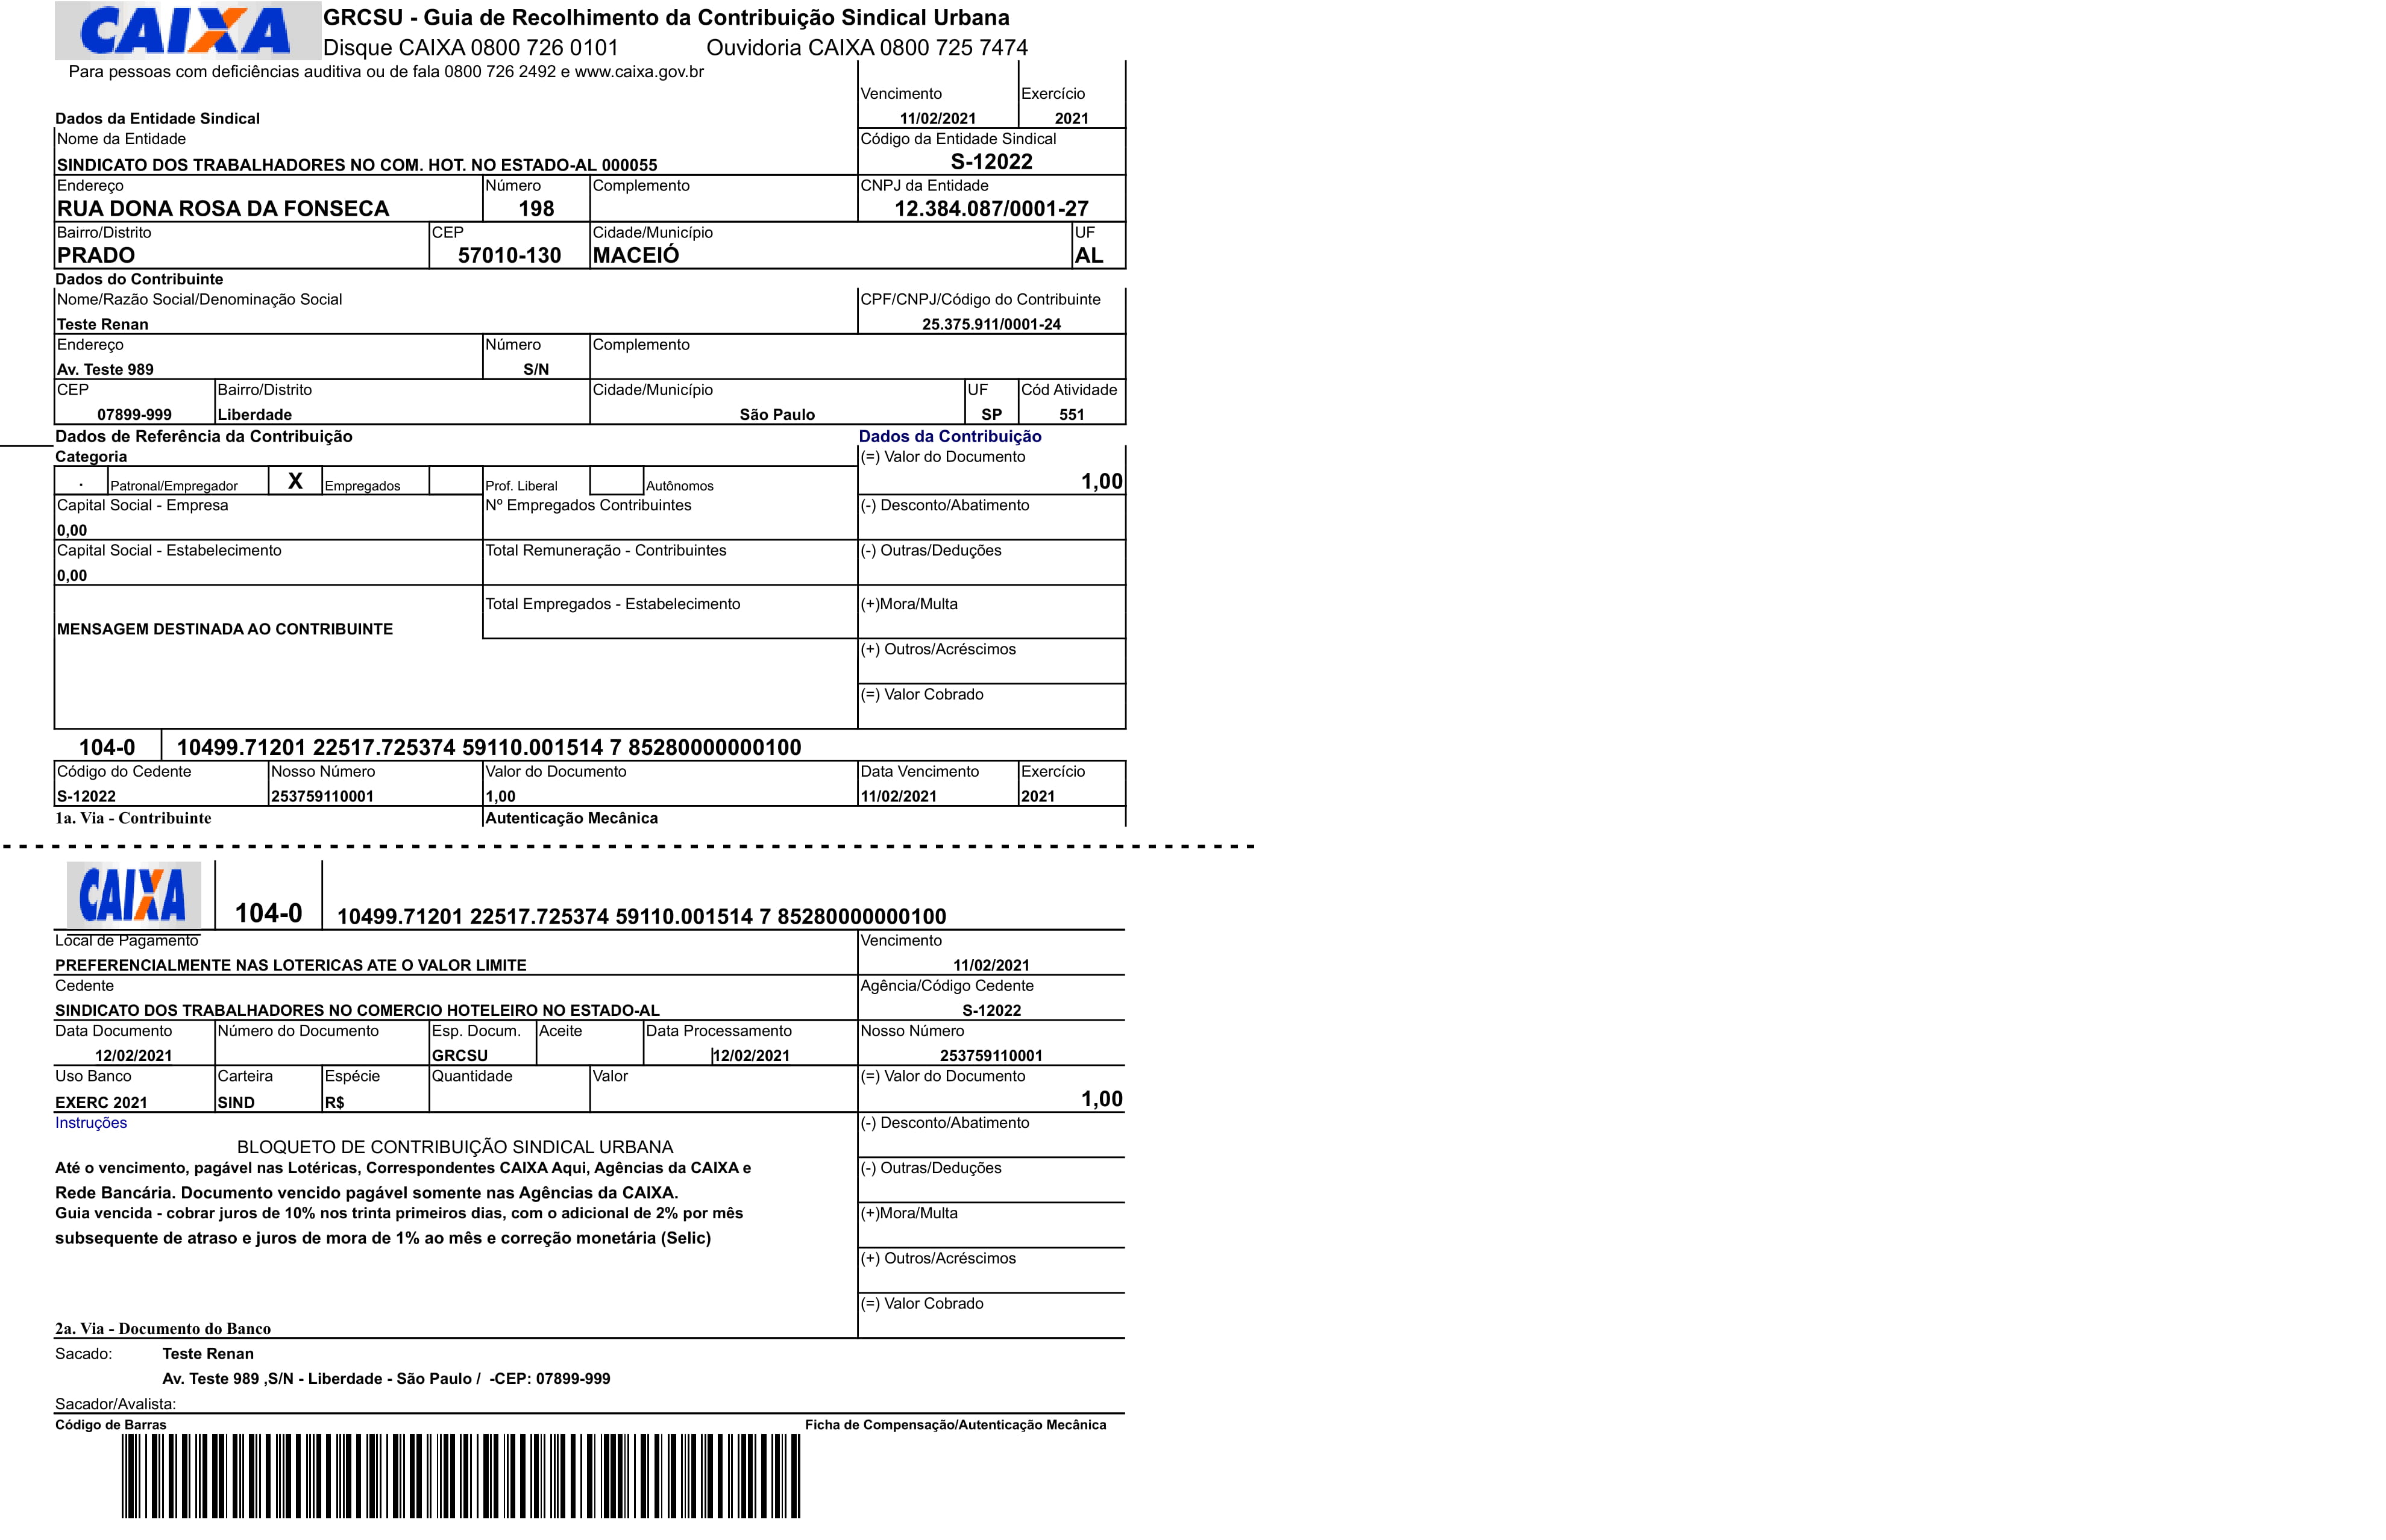 CAIXA GRCSU - Guia de Recolhimento da Contribuição Sindical Urbana
Disque CAIXA 0800 726 0101 Ouvidoria CAIXA 0800 725 7474
Para pessoas com deficiências auditiva ou de fala 0800 726 2492 e www.caixa.gov.br
Vencimento Exercício
Dados da Entidade Sindical 11/02/2021 2021
Nome da Entidade Código da Entidade Sindical
SINDICATO DOS TRABALHADORES NO COM. HOT. NO ESTADO-AL 000055 S-12022
Endereço Número Complemento CNPJ da Entidade
RUA DONA ROSA DA FONSECA 198 12.384.087/0001-27
Bairro/Distrito CEP Cidade/Município UF
PRADO 57010-130 MACEIÓ AL
Dados do Contribuinte
Nome/Razão Social/Denominação Social CPF/CNPJ/Código do Contribuinte
Teste Renan 25.375.911/0001-24
Endereço Número Complemento
Av. Teste 989 S/N
CEP Bairro/Distrito Cidade/Município UF Cód Atividade
07899-999 Liberdade São Paulo SP 551
Dados de Referência da Contribuição Dados da Contribuição
Categoria (=) Valor do Documento
. Patronal/Empregador X Empregados Prof. Liberal Autônomos 1,00
Capital Social - Empresa Nº Empregados Contribuintes (-) Desconto/Abatimento
0,00
Capital Social - Estabelecimento Total Remuneração - Contribuintes (-) Outras/Deduções
0,00
Total Empregados - Estabelecimento (+)Mora/Multa
MENSAGEM DESTINADA AO CONTRIBUINTE
(+) Outros/Acréscimos
(=) Valor Cobrado
104-0 10499.71201 22517.725374 59110.001514 7 85280000000100
Código do Cedente Nosso Número Valor do Documento Data Vencimento Exercício
S-12022 253759110001 1,00 11/02/2021 2021
1a. Via - Contribuinte Autenticação Mecânica
CAIXA 104-0 10499.71201 22517.725374 59110.001514 7 85280000000100
Local de Pagamento Vencimento
PREFERENCIALMENTE NAS LOTERICAS ATE O VALOR LIMITE 11/02/2021
Cedente Agência/Código Cedente
SINDICATO DOS TRABALHADORES NO COMERCIO HOTELEIRO NO ESTADO-AL S-12022
Data Documento Número do Documento Esp. Docum. Aceite Data Processamento Nosso Número
12/02/2021 GRCSU 12/02/2021 253759110001
Uso Banco Carteira Espécie Quantidade Valor (=) Valor do Documento
EXERC 2021 SIND R$ 1,00
Instruções (-) Desconto/Abatimento
BLOQUETO DE CONTRIBUIÇÃO SINDICAL URBANA
Até o vencimento, pagável nas Lotéricas, Correspondentes CAIXA Aqui, Agências da CAIXA e (-) Outras/Deduções
Rede Bancária. Documento vencido pagável somente nas Agências da CAIXA.
Guia vencida - cobrar juros de 10% nos trinta primeiros dias, com o adicional de 2% por mês (+)Mora/Multa
subsequente de atraso e juros de mora de 1% ao mês e correção monetária (Selic)
(+) Outros/Acréscimos
(=) Valor Cobrado
2a. Via - Documento do Banco
Sacado: Teste Renan
Av. Teste 989 ,S/N - Liberdade - São Paulo / -CEP: 07899-999
Sacador/Avalista:
Código de Barras Ficha de Compensação/Autenticação Mecânica